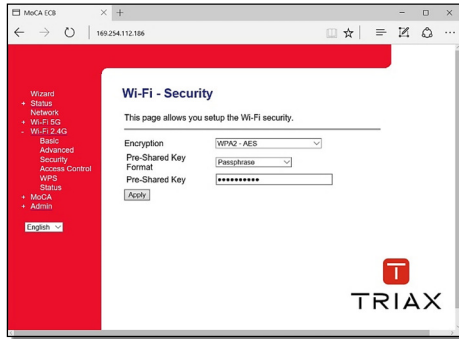 MoCA ECB
169.254.112.186
Wizard
+ Status
Network
+ Wi-Fi 5G
- Wi-Fi 2.4G
Basic
Advanced
Security
Access Control
WPS
Status
+ MoCA
+ Admin
English
Wi-Fi - Security
This page allows you setup the Wi-Fi security.
Encryption WPA2 - AES
Pre-Shared Key Format Passphrase
Pre-Shared Key ••••••••••
Apply
TRIAX